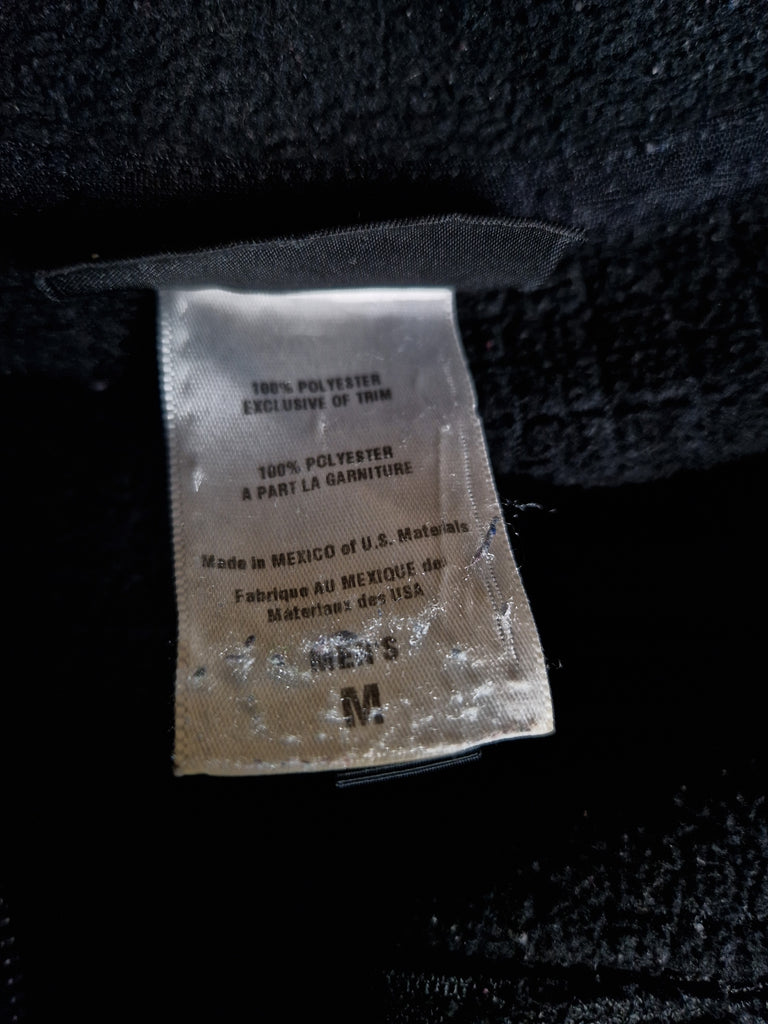 100% POLYESTER
EXCLUSIVE OF TRIM
100% POLYESTER
A PART LA GARNITURE
Made in MEXICO of U.S. Materials
Fabrique AU MEXIQUE de
Materiaux des USA
MEN'S
M